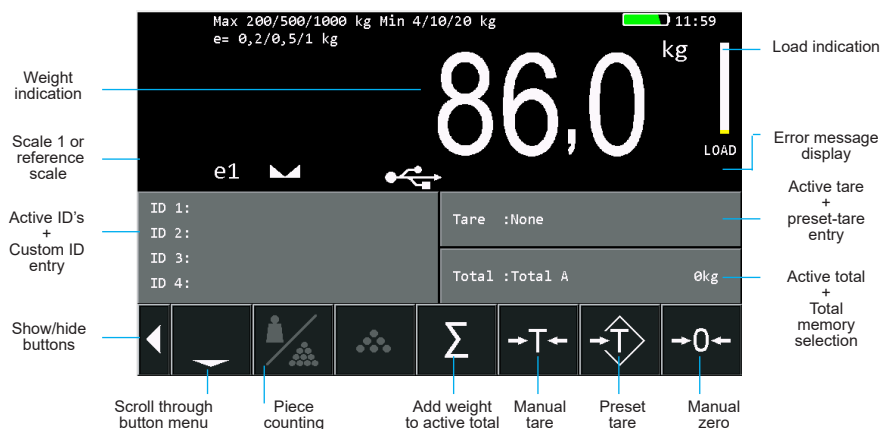 Max 200/500/1000 kg Min 4/10/20 kg
11:59
e= 0,2/0,5/1 kg
kg
Load indication
Weight
indication
86,0
Scale 1 or
reference
scale
LOAD
Error message
display
e1
Active ID's
+
Custom ID
entry
ID 1:
ID 2:
ID 3:
ID 4:
Tare :None
Active tare
+
preset-tare
entry
Total :Total A 0kg
Active total
+
Total
memory
selection
Show/hide
buttons
Σ
→T←
→T
→0←
Scroll through
button menu
Piece
counting
Add weight
to active total
Manual
tare
Preset
tare
Manual
zero